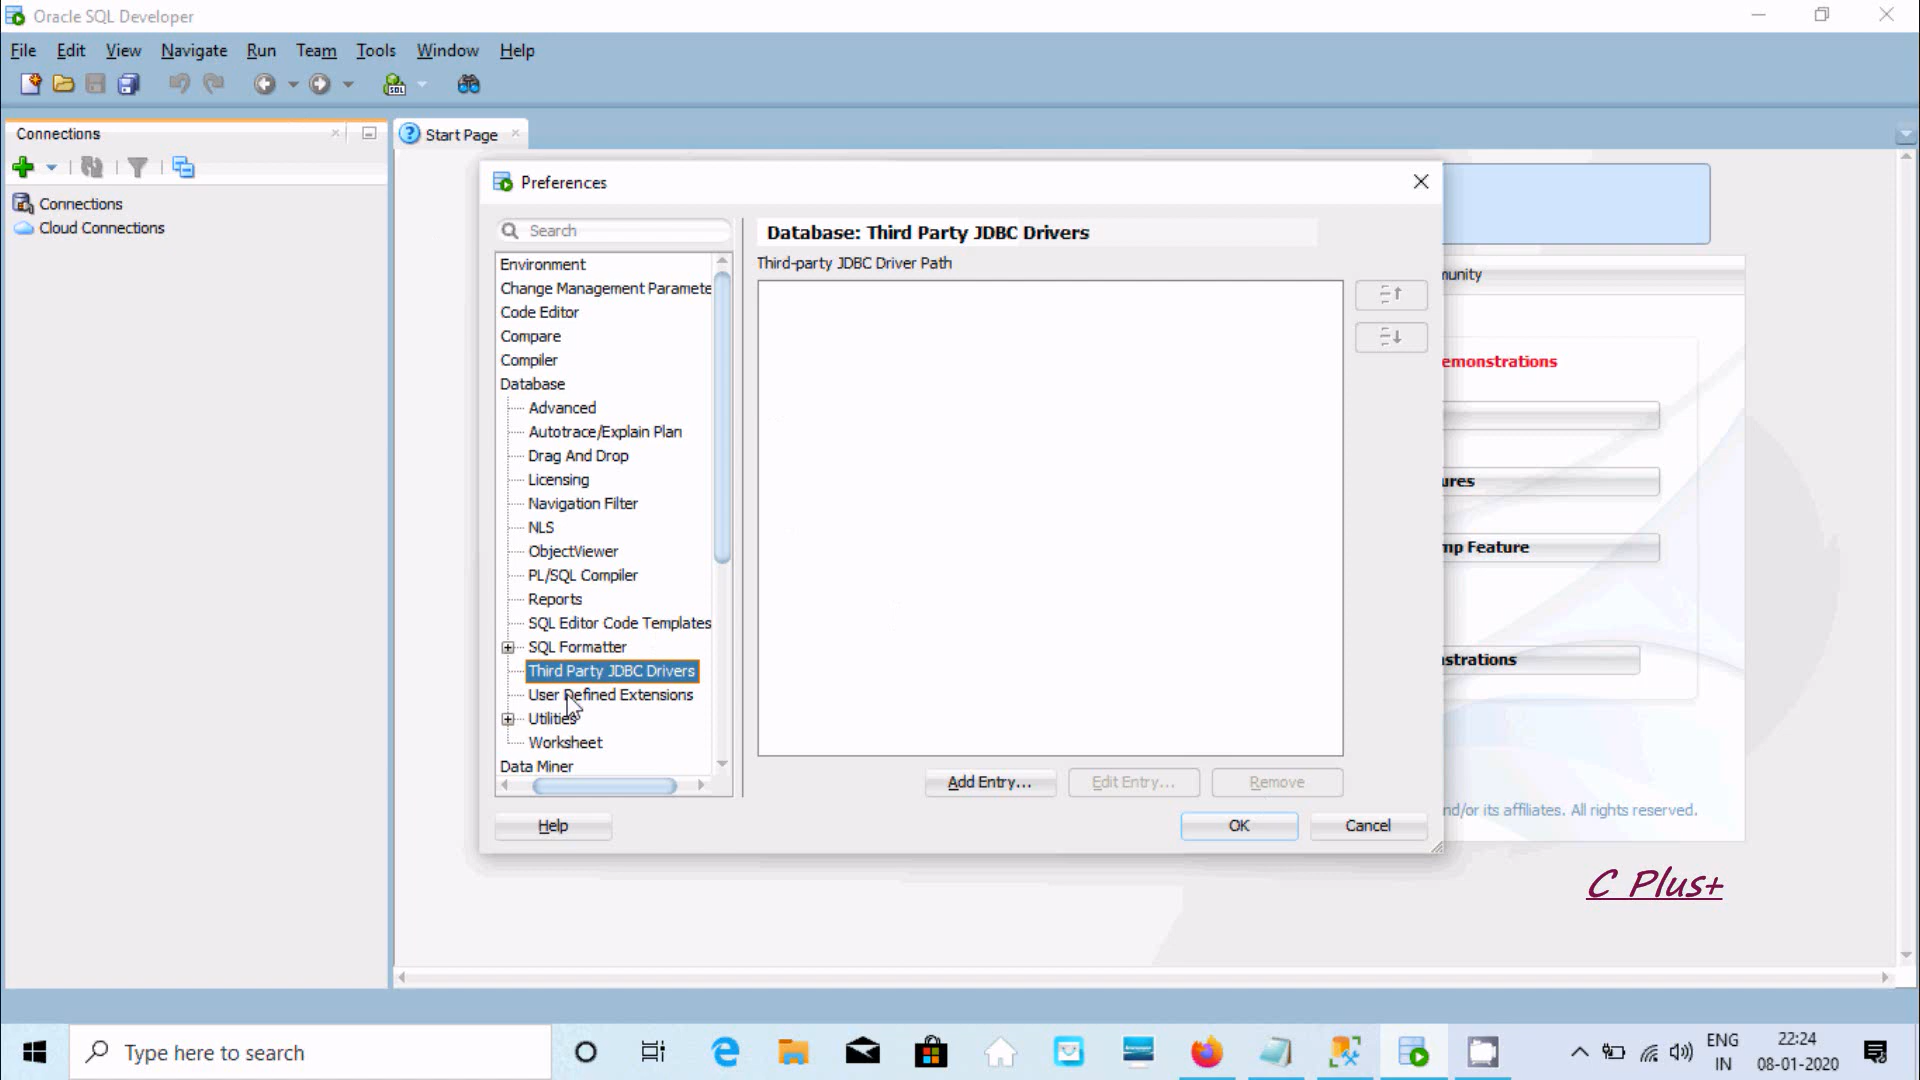 Oracle SQL Developer
File Edit View Navigate Run Team Tools Window Help
SQL
Connections
Start Page
Connections
Cloud Connections
Preferences
Search
Environment
Change Management Paramete
Code Editor
Compare
Compiler
Database
Advanced
Autotrace/Explain Plan
Drag And Drop
Licensing
Navigation Filter
NLS
ObjectViewer
PL/SQL Compiler
Reports
SQL Editor Code Templates
SQL Formatter
Third Party JDBC Drivers
User Defined Extensions
Utilities
Worksheet
Data Miner
Database: Third Party JDBC Drivers
Third-party JDBC Driver Path
Add Entry... Edit Entry... Remove
Help OK Cancel
munity
emonstrations
ures
mp Feature
strations
nd/or its affiliates. All rights reserved.
C Plus+
Type here to search
ENG
IN
22:24
08-01-2020